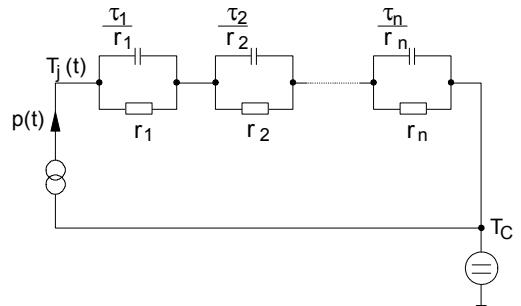 τ1/r1 τ2/r2 τn/rn
Tj(t)
p(t) r1 r2 rn
TC